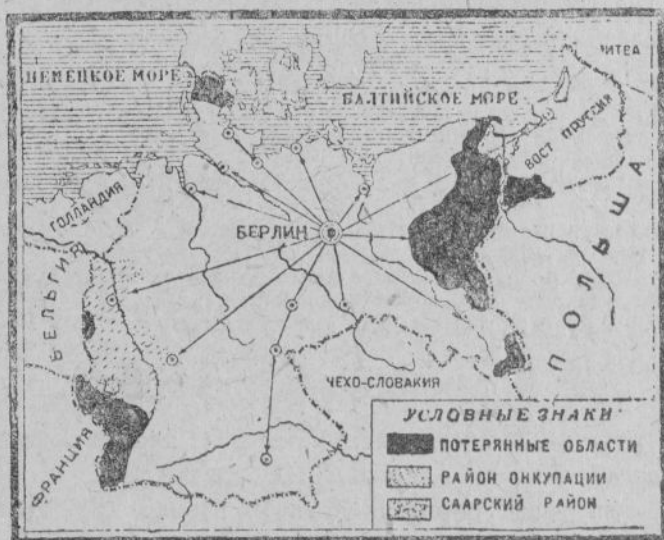 НЕМЕЦКОЕ МОРЕ
БАЛТИЙСКОЕ МОРЕ
ЛИТВА
ВОСТ ПРУССИЯ
ГОЛЛАНДИЯ
БЕРЛИН
ПОЛЬША
БЕЛЬГИЯ
ЧЕХО-СЛОВАКИЯ
ФРАНЦИЯ
УСЛОВНЫЕ ЗНАКИ:
ПОТЕРЯННЫЕ ОБЛАСТИ
РАЙОН ОККУПАЦИИ
СААРСКИЙ РАЙОН